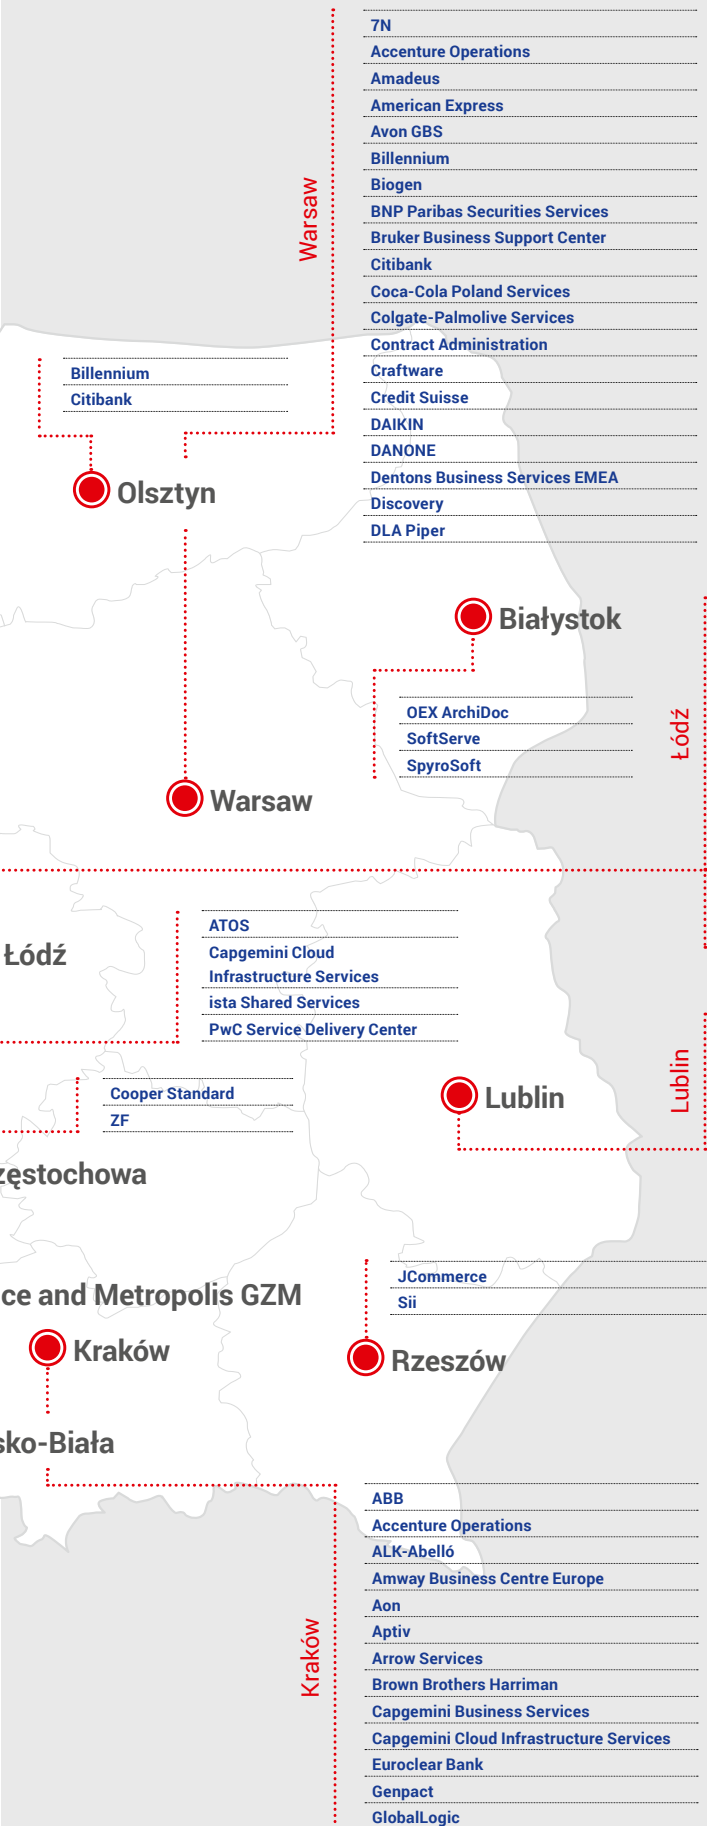 7N
Accenture Operations
Amadeus
American Express
Avon GBS
Billennium
Biogen
BNP Paribas Securities Services
Bruker Business Support Center
Citibank
Coca-Cola Poland Services
Colgate-Palmolive Services
Contract Administration
Craftware
Credit Suisse
DAIKIN
DANONE
Dentons Business Services EMEA
Discovery
DLA Piper
Warsaw
Billennium
Citibank
Olsztyn
Białystok
OEX ArchiDoc
SoftServe
SpyroSoft
Łódź
Warsaw
Łódź
ATOS
Capgemini Cloud
Infrastructure Services
ista Shared Services
PwC Service Delivery Center
Lublin
Cooper Standard
ZF
Lublin
zęstochowa
JCommerce
Sii
ce and Metropolis GZM
Kraków
Rzeszów
sko-Biała
Kraków
ABB
Accenture Operations
ALK-Abelló
Amway Business Centre Europe
Aon
Aptiv
Arrow Services
Brown Brothers Harriman
Capgemini Business Services
Capgemini Cloud Infrastructure Services
Euroclear Bank
Genpact
GlobalLogic